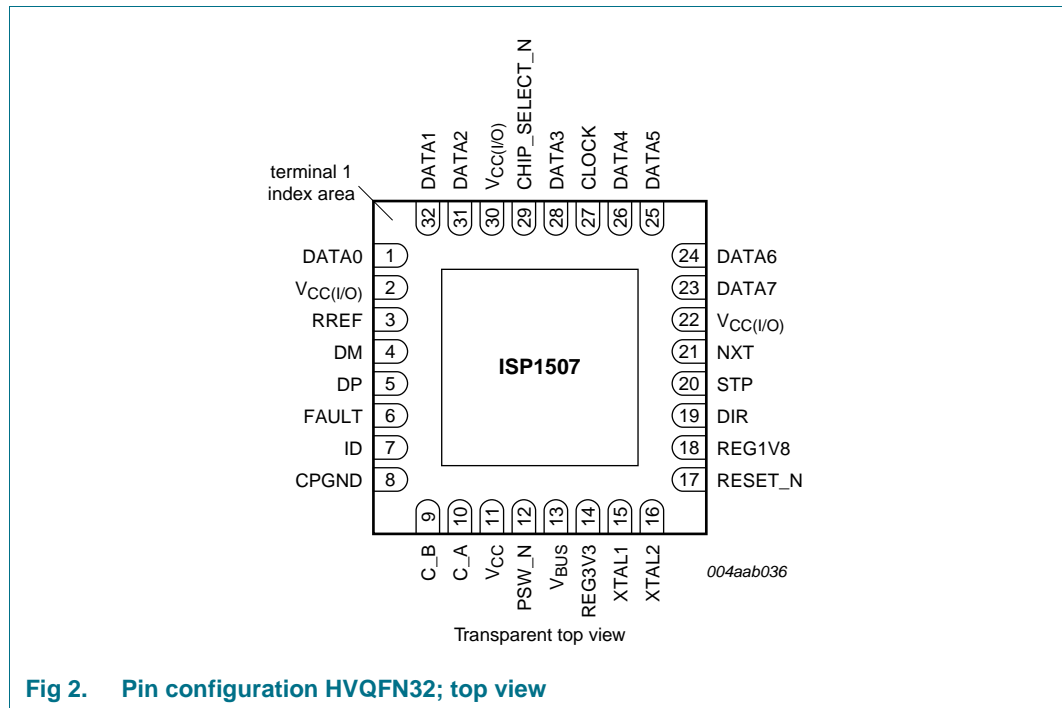 DATA1
DATA2
VCC(I/O)
CHIP_SELECT_N
DATA3
CLOCK
DATA4
DATA5
terminal 1
index area
32 31 30 29 28 27 26 25
DATA0 1
VCC(I/O) 2
RREF 3
DM 4
DP 5
FAULT 6
ID 7
CPGND 8
ISP1507
24 DATA6
23 DATA7
22 VCC(I/O)
21 NXT
20 STP
19 DIR
18 REG1V8
17 RESET_N
9 10 11 12 13 14 15 16
C_B
C_A
VCC
PSW_N
VBUS
REG3V3
XTAL1
XTAL2
004aab036
Transparent top view
Fig 2. Pin configuration HVQFN32; top view